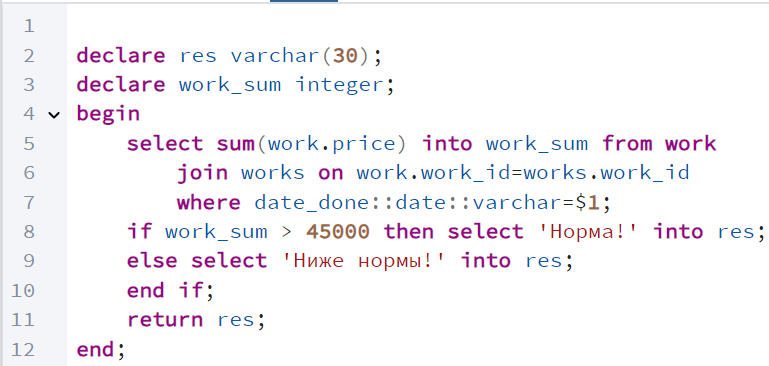 1
2 declare res varchar(30);
3 declare work_sum integer;
4 begin
5 select sum(work.price) into work_sum from work
6 join works on work.work_id=works.work_id
7 where date_done::date::varchar=$1;
8 if work_sum > 45000 then select 'Норма!' into res;
9 else select 'Ниже нормы!' into res;
10 end if;
11 return res;
12 end;